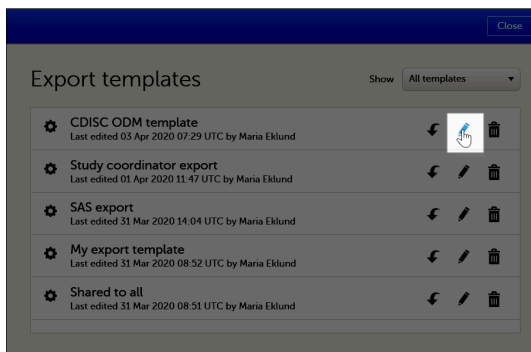 Close
Export templates
Show All templates
CDISC ODM template
Last edited 03 Apr 2020 07:29 UTC by Maria Eklund
Study coordinator export
Last edited 01 Apr 2020 11:47 UTC by Maria Eklund
SAS export
Last edited 31 Mar 2020 14:04 UTC by Maria Eklund
My export template
Last edited 31 Mar 2020 08:52 UTC by Maria Eklund
Shared to all
Last edited 31 Mar 2020 08:51 UTC by Maria Eklund